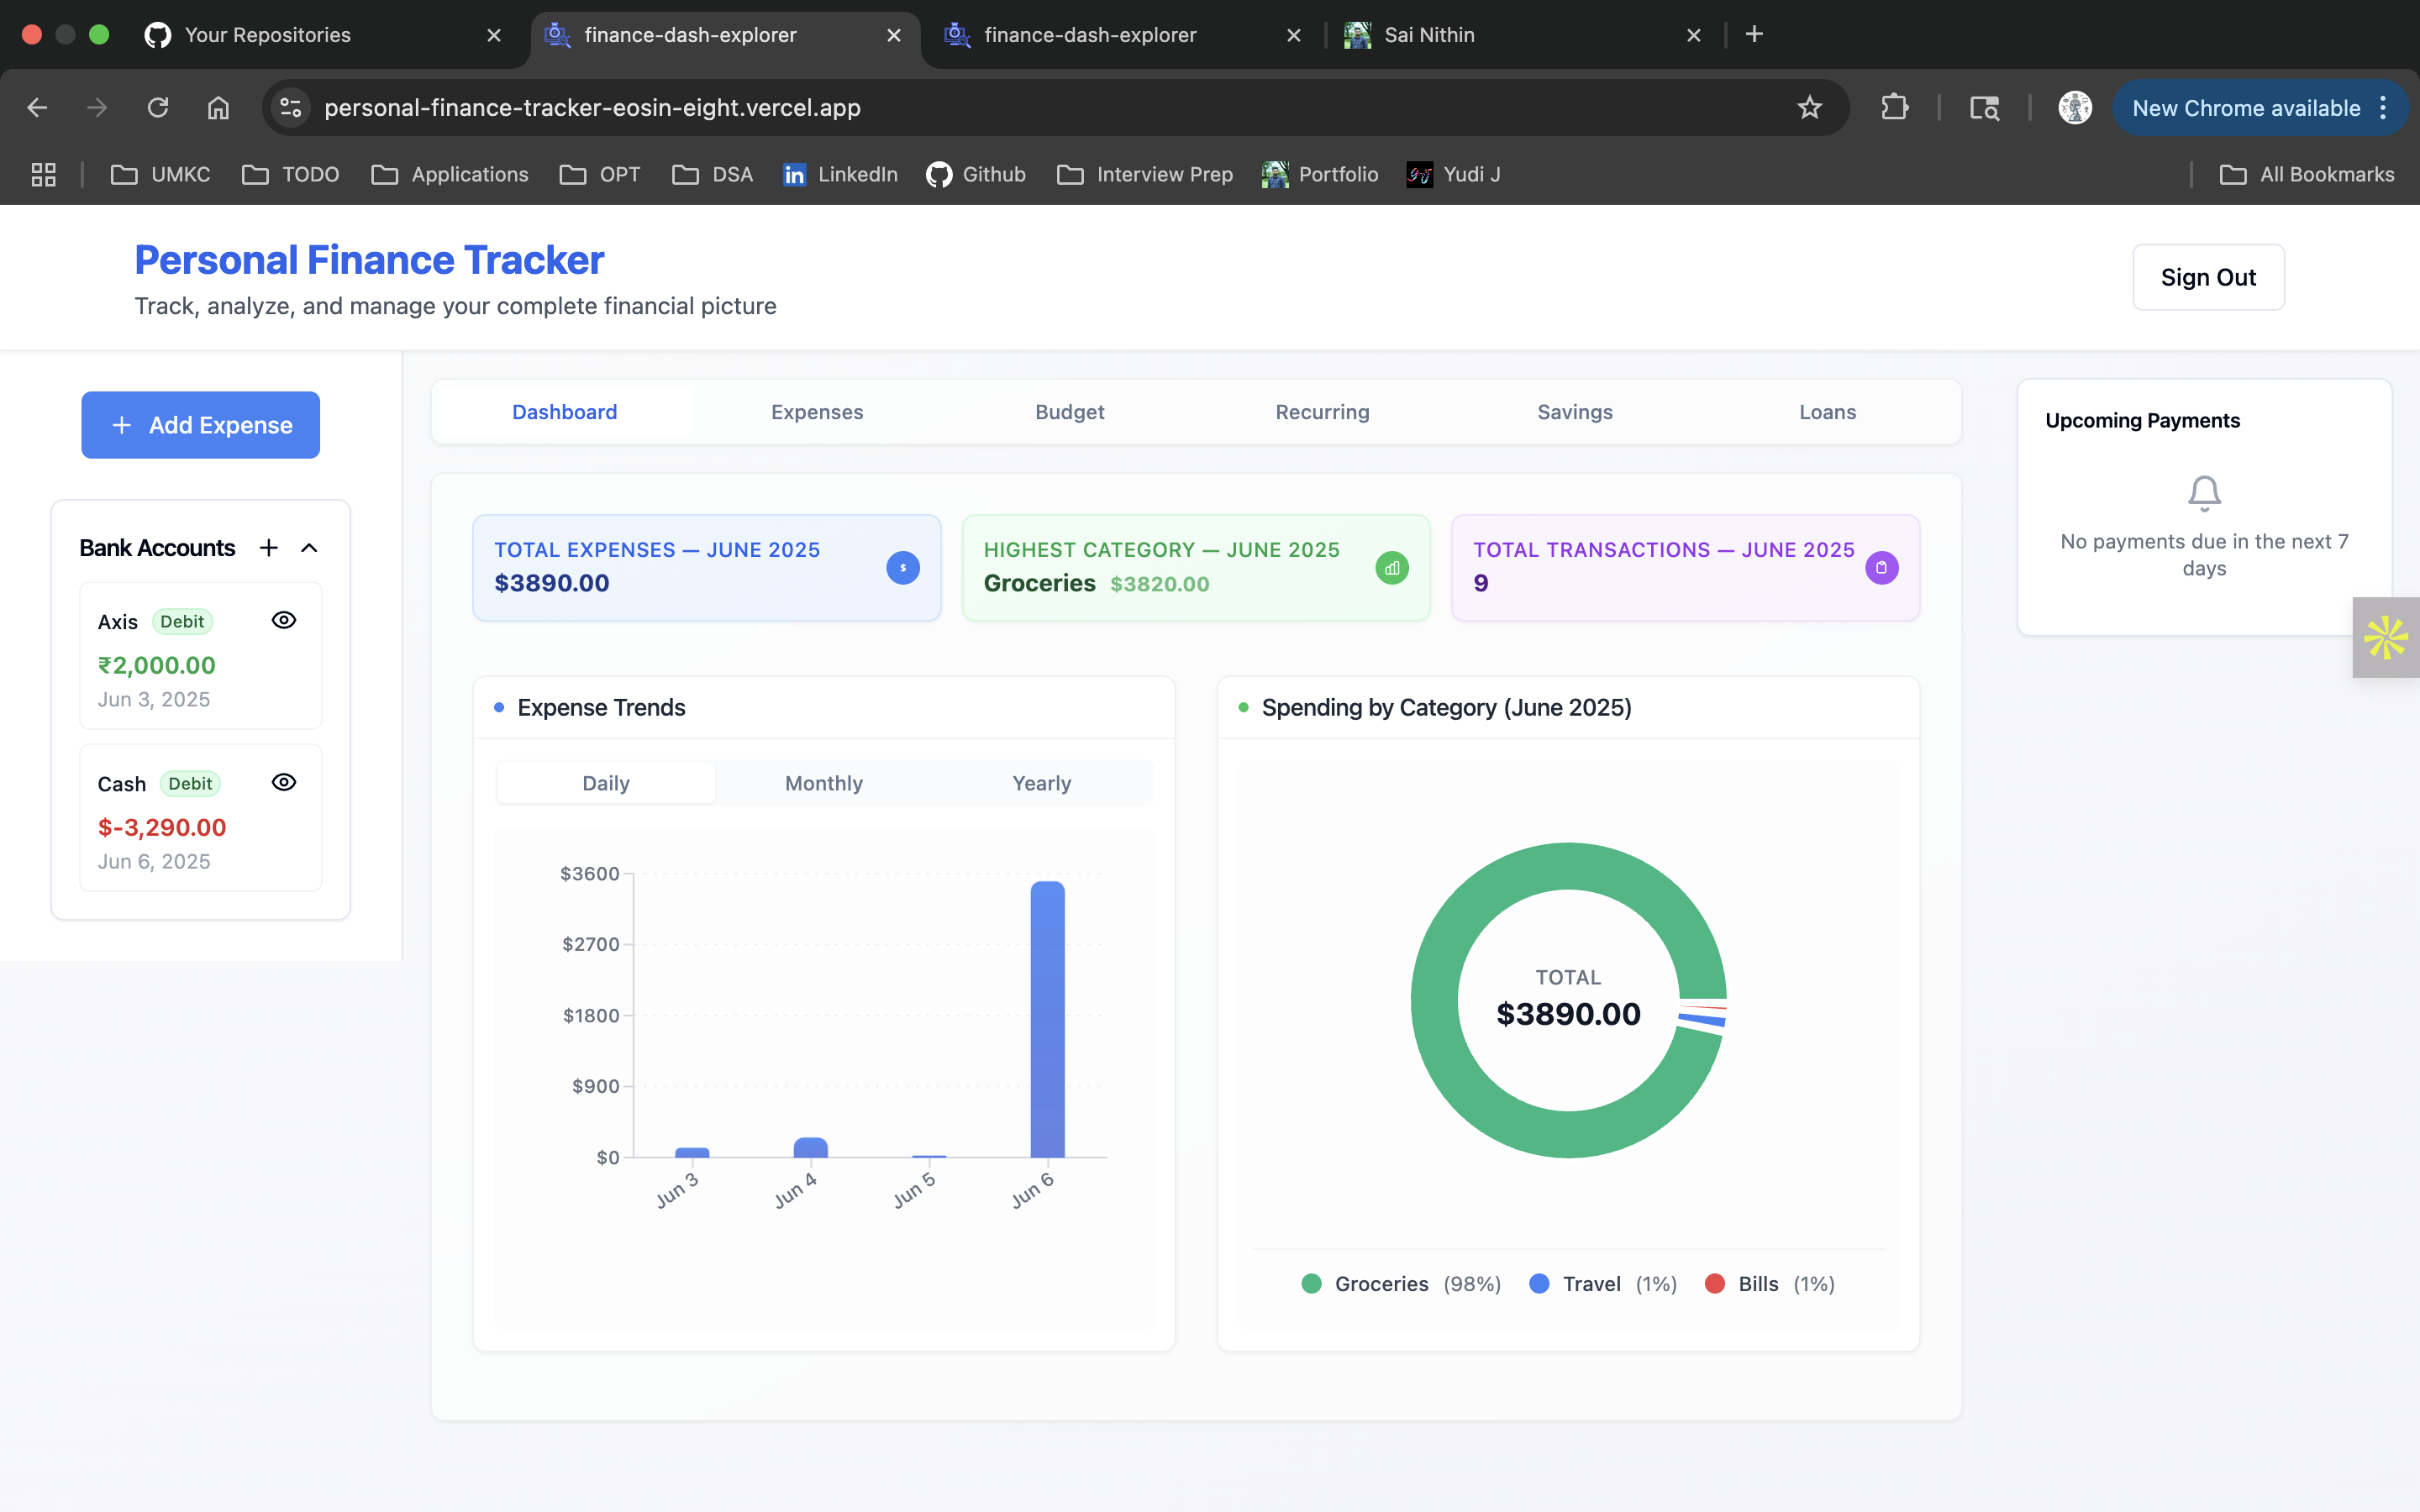 Your Repositories
finance-dash-explorer
finance-dash-explorer
Sai Nithin
personal-finance-tracker-eosin-eight.vercel.app
New Chrome available
UMKC
TODO
Applications
OPT
DSA
LinkedIn
Github
Interview Prep
Portfolio
Yudi J
All Bookmarks
Personal Finance Tracker
Track, analyze, and manage your complete financial picture
Sign Out
+ Add Expense
Bank Accounts +
Axis Debit
₹2,000.00
Jun 3, 2025
Cash Debit
$-3,290.00
Jun 6, 2025
Dashboard
Expenses
Budget
Recurring
Savings
Loans
TOTAL EXPENSES — JUNE 2025
$3890.00
$
HIGHEST CATEGORY — JUNE 2025
Groceries $3820.00
TOTAL TRANSACTIONS — JUNE 2025
9
Expense Trends
Daily
Monthly
Yearly
$3600
$2700
$1800
$900
$0
Jun 3
Jun 4
Jun 5
Jun 6
Spending by Category (June 2025)
TOTAL
$3890.00
Groceries (98%)
Travel (1%)
Bills (1%)
Upcoming Payments
No payments due in the next 7
days